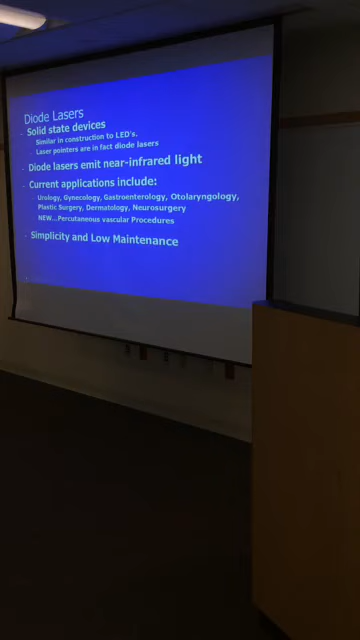 Diode Lasers
- Solid state devices
Similar in construction to LED's.
Laser pointers are in fact diode lasers
- Diode lasers emit near-infrared light
- Current applications include:
Urology, Gynecology, Gastroenterology, Otolaryngology,
Plastic Surgery, Dermatology, Neurosurgery
NEW...Percutaneous vascular Procedures
- Simplicity and Low Maintenance